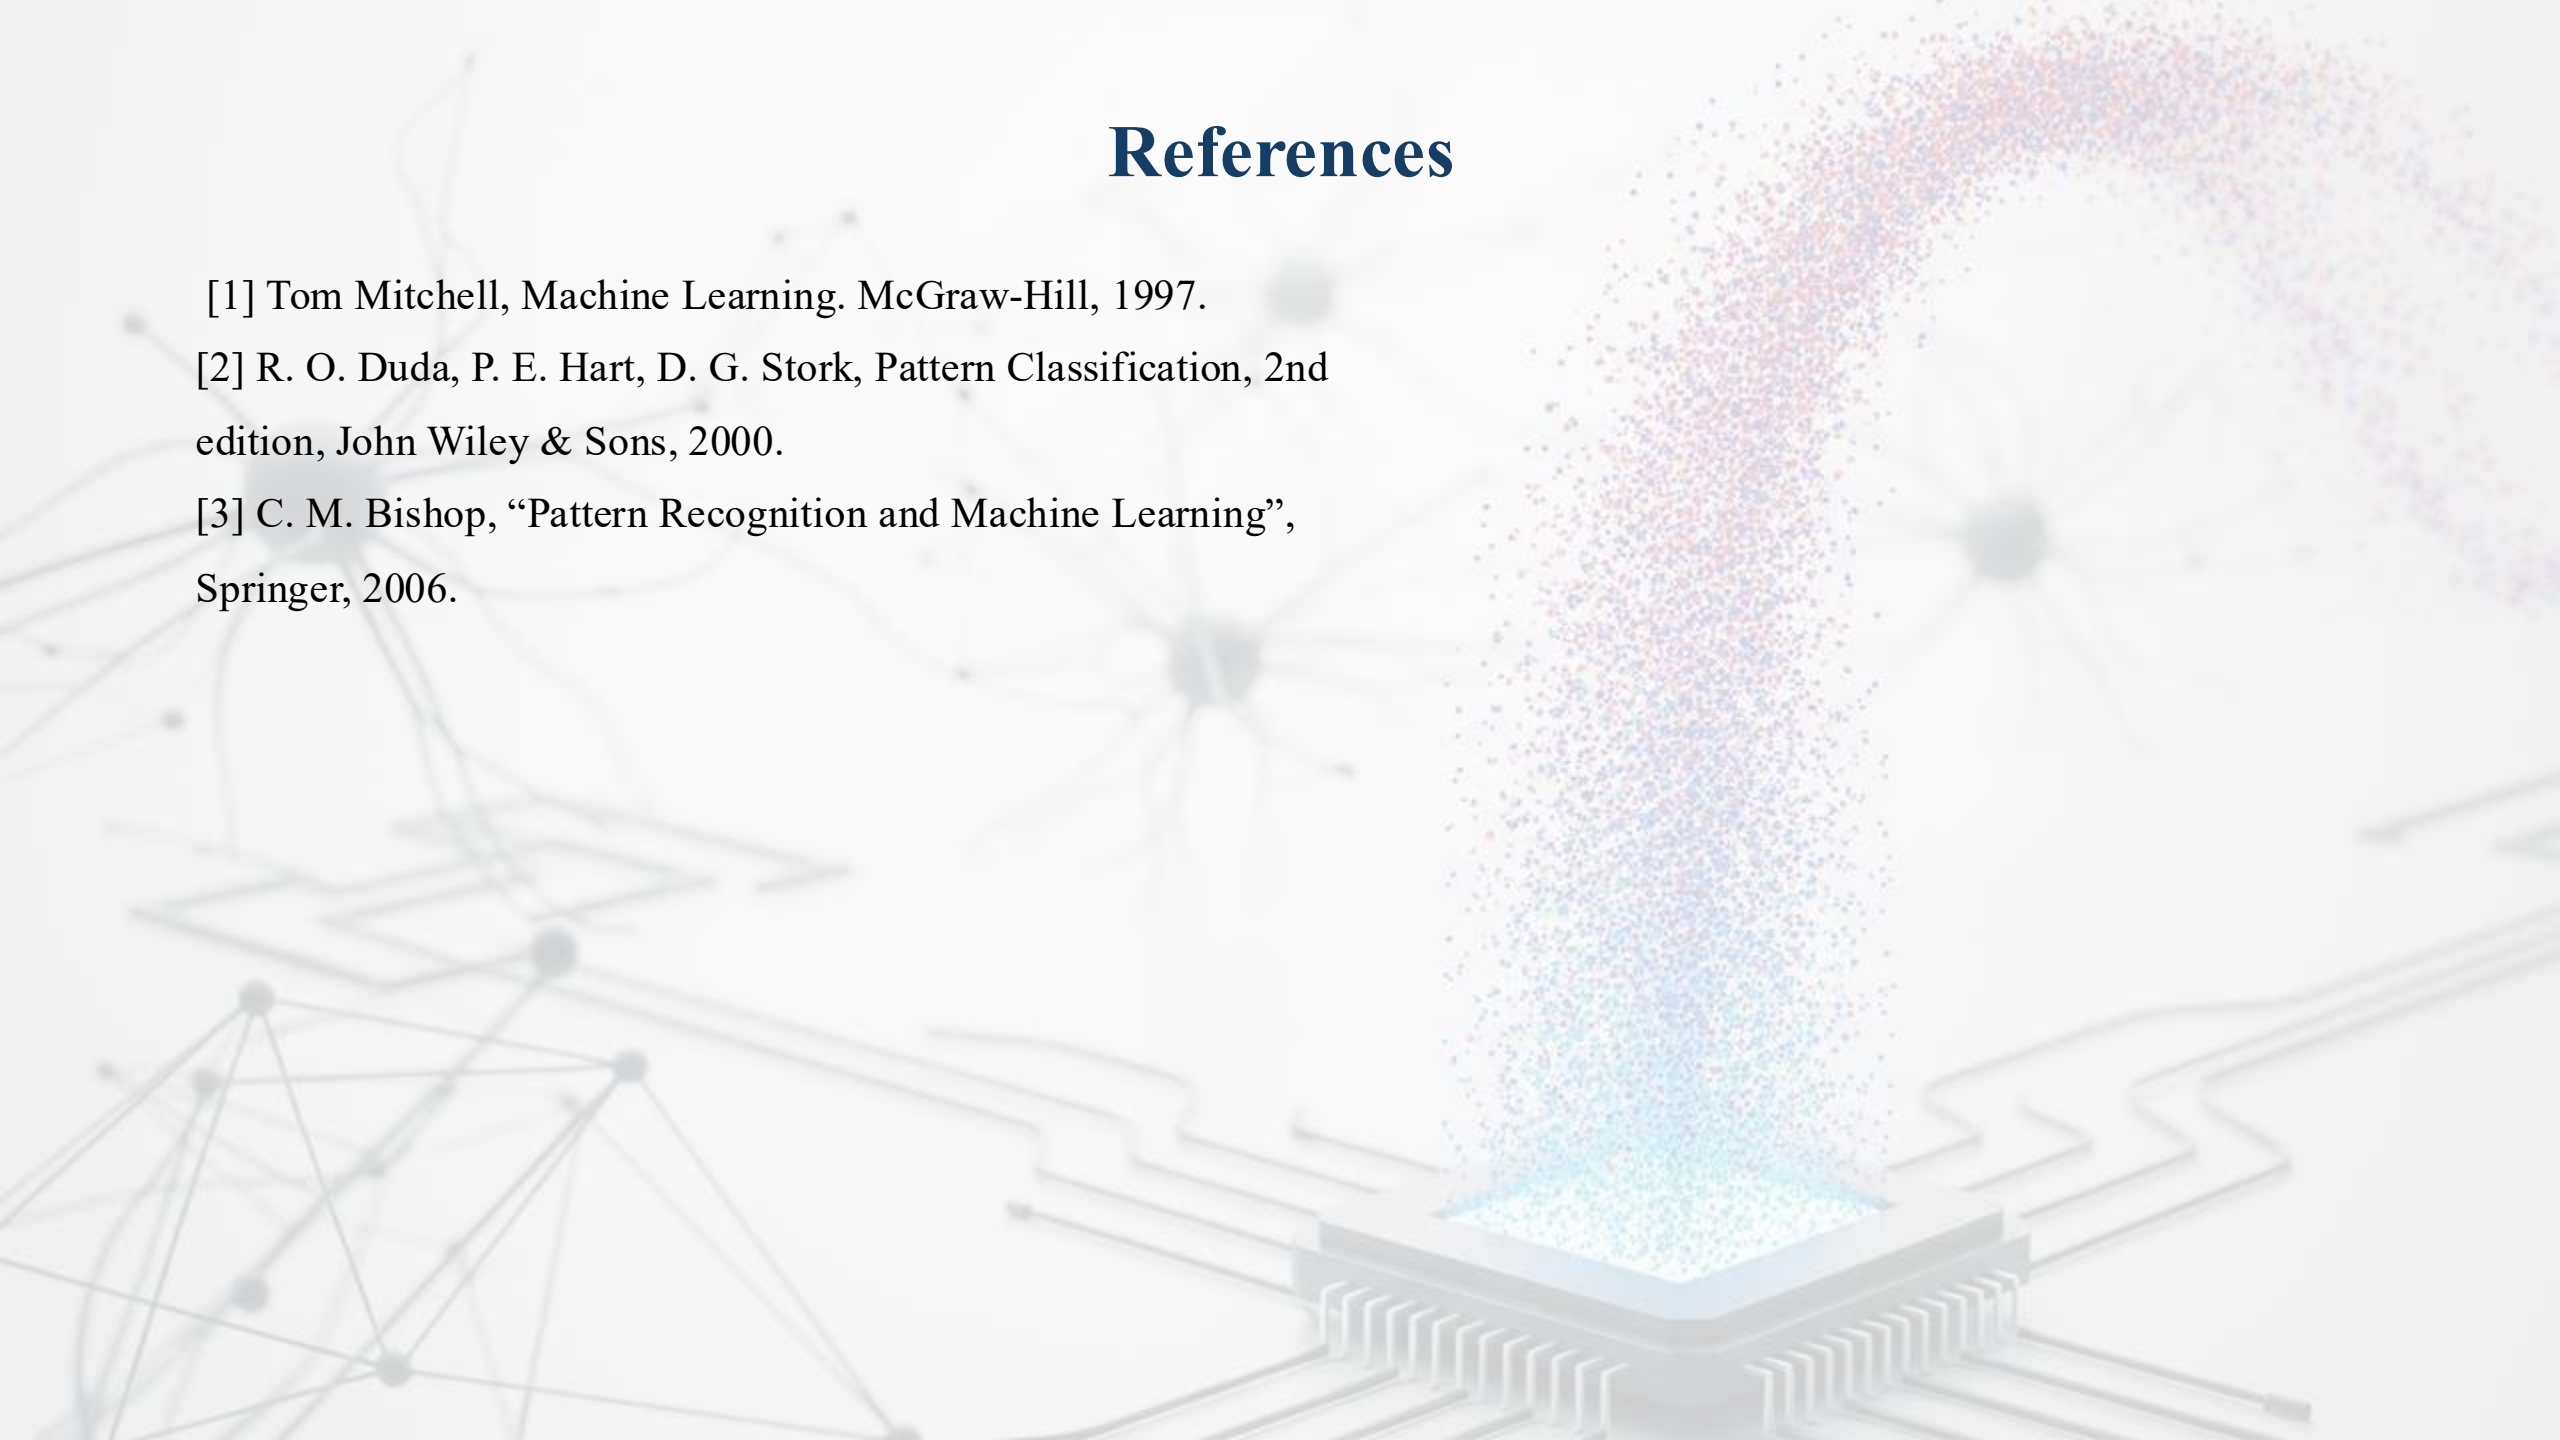 References
[1] Tom Mitchell, Machine Learning. McGraw-Hill, 1997.
[2] R. O. Duda, P. E. Hart, D. G. Stork, Pattern Classification, 2nd
edition, John Wiley & Sons, 2000.
[3] C. M. Bishop, “Pattern Recognition and Machine Learning”,
Springer, 2006.